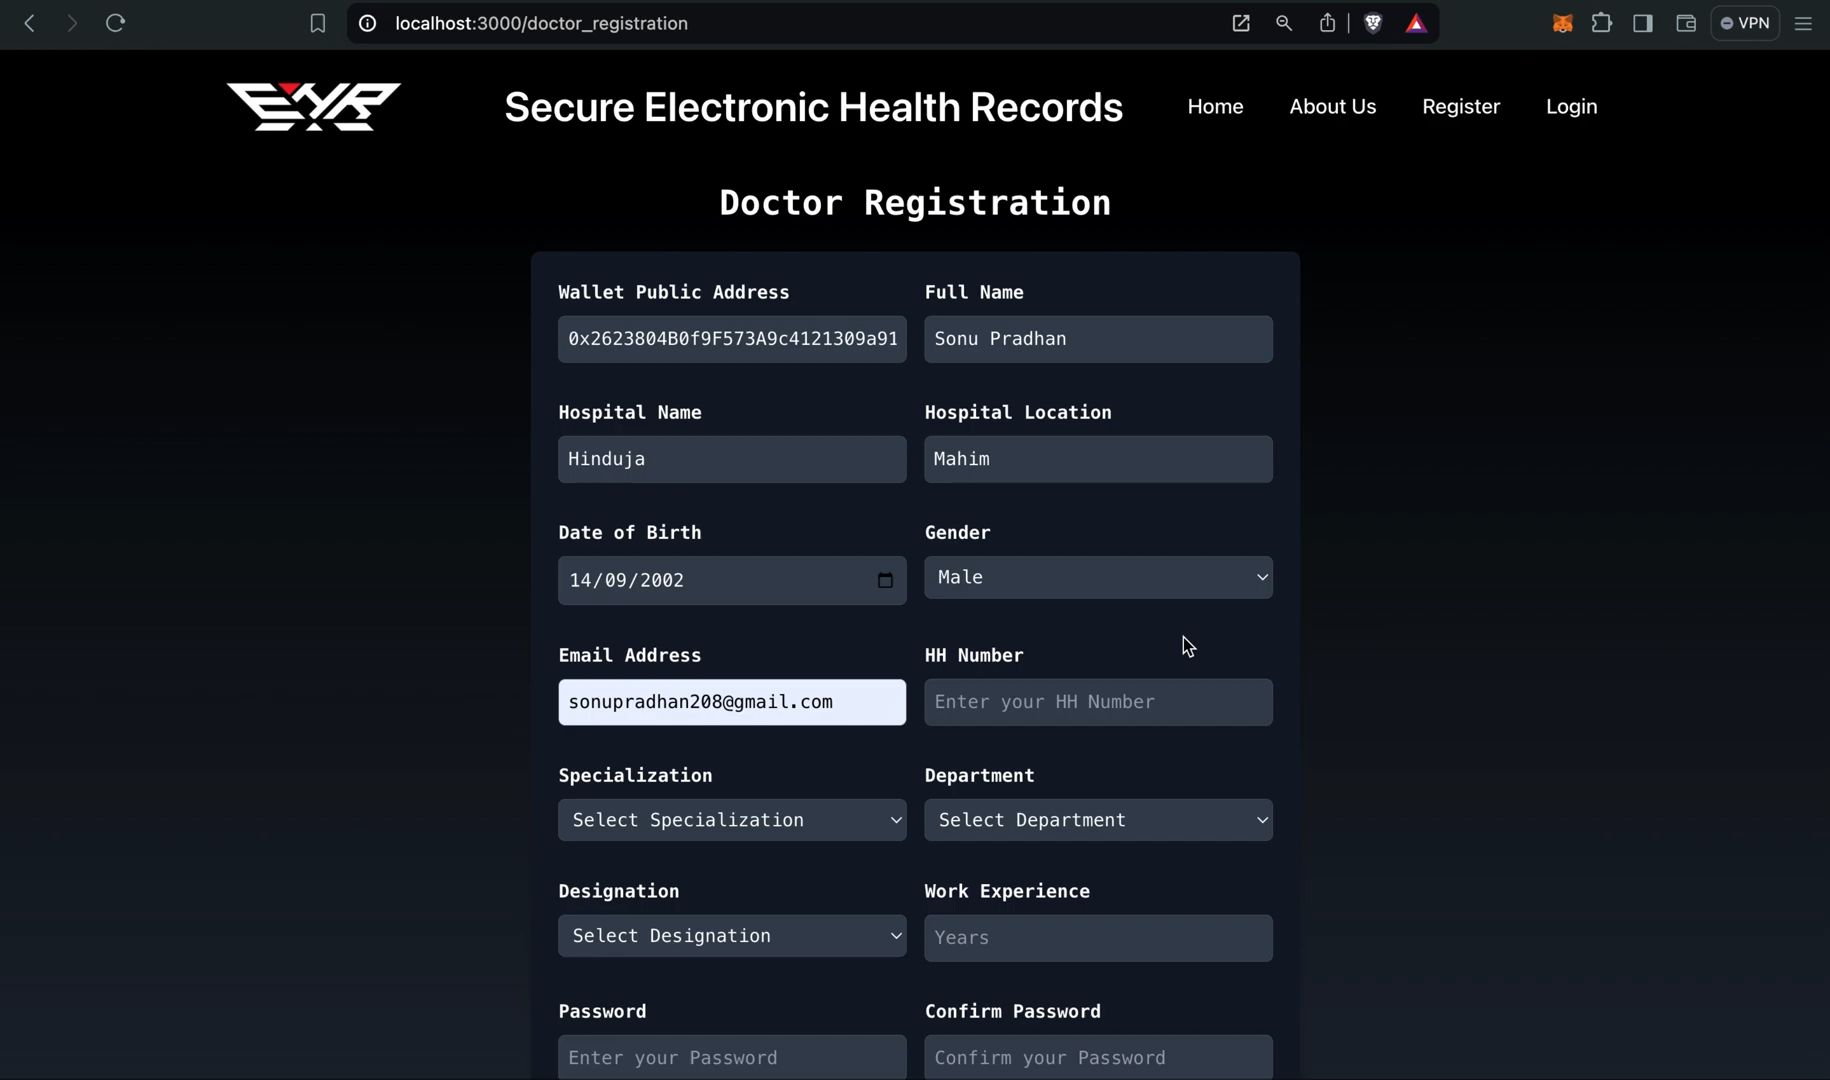 localhost:3000/doctor_registration
VPN
EYR
Secure Electronic Health Records
Home
About Us
Register
Login
Doctor Registration
Wallet Public Address
Full Name
0x2623804B0f9F573A9c4121309a91
Sonu Pradhan
Hospital Name
Hospital Location
Hinduja
Mahim
Date of Birth
Gender
14/09/2002
Male
Email Address
HH Number
sonupradhan208@gmail.com
Enter your HH Number
Specialization
Department
Select Specialization
Select Department
Designation
Work Experience
Select Designation
Years
Password
Confirm Password
Enter your Password
Confirm your Password